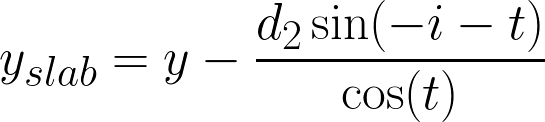 y_{slab} = y - \frac{d_2 \sin(-i - t)}{\cos(t)}